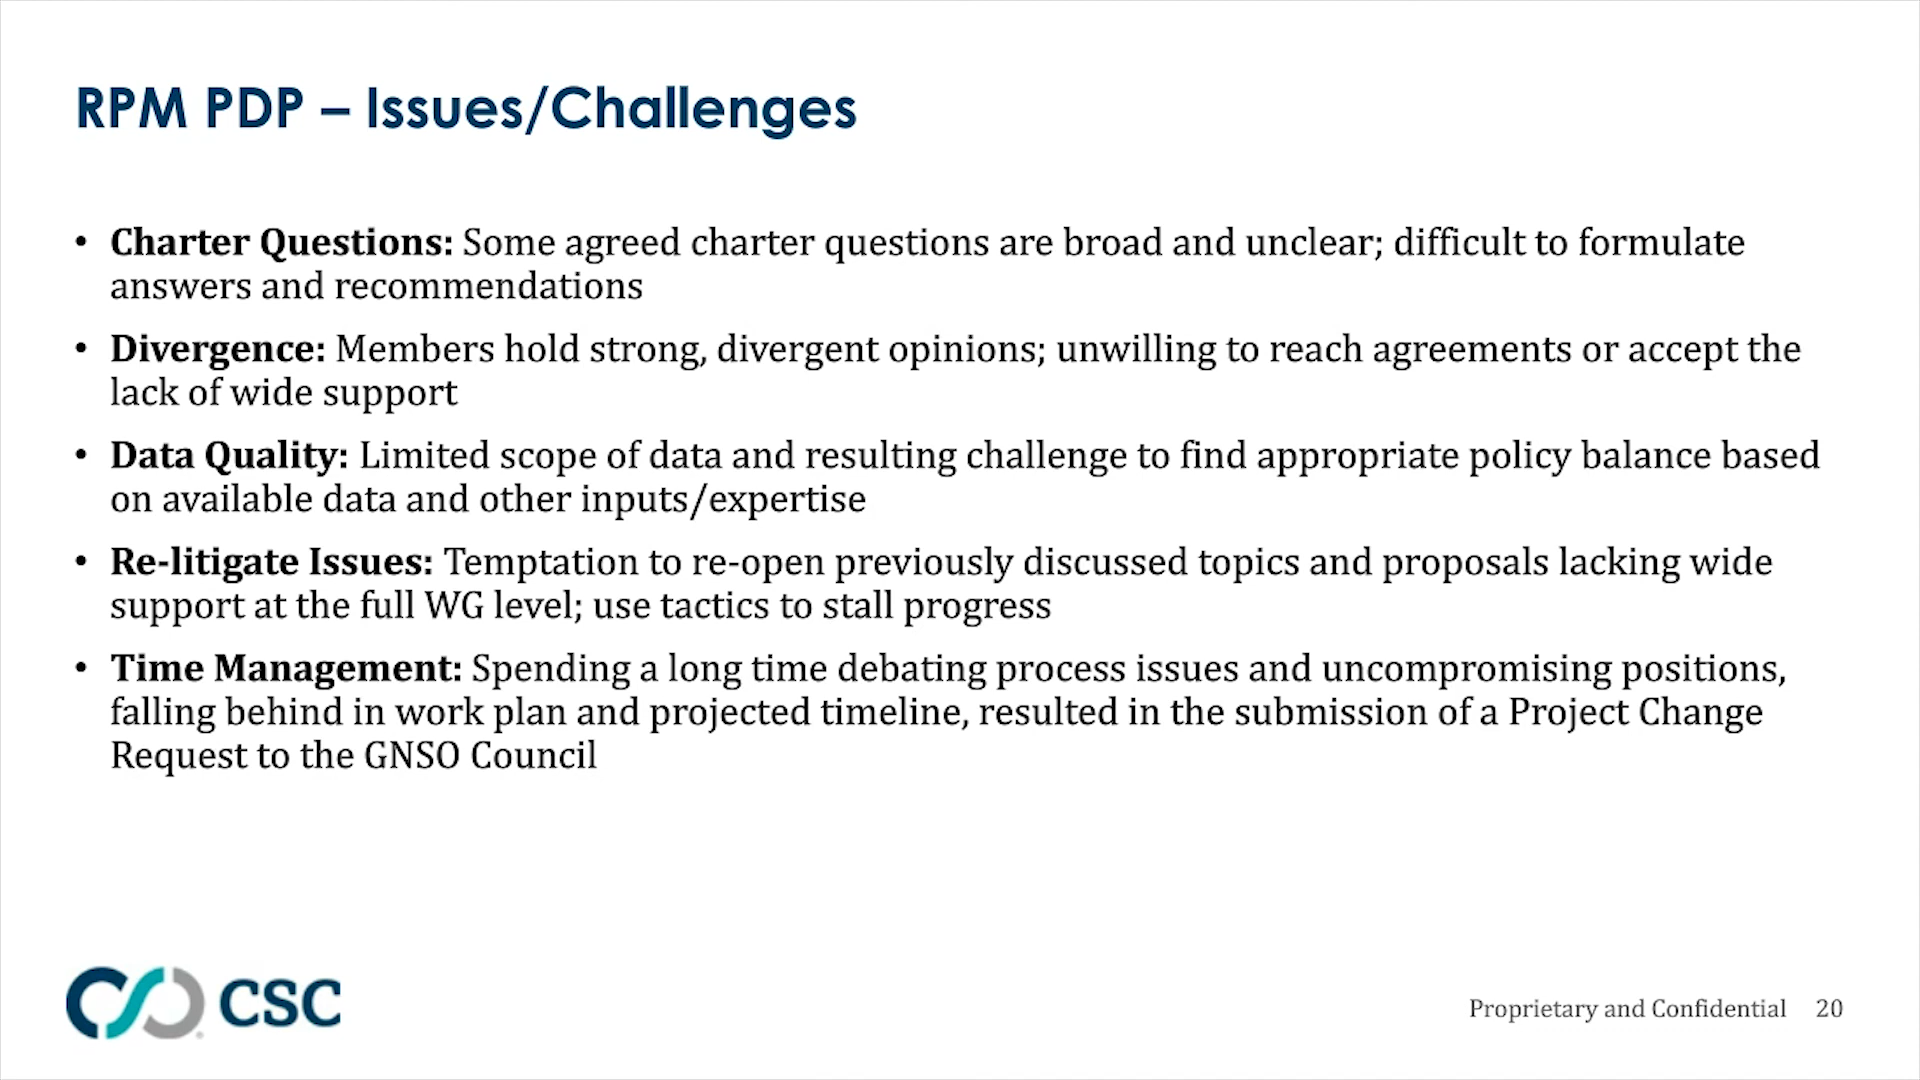 RPM PDP – Issues/Challenges
• Charter Questions: Some agreed charter questions are broad and unclear; difficult to formulate
answers and recommendations
• Divergence: Members hold strong, divergent opinions; unwilling to reach agreements or accept the
lack of wide support
• Data Quality: Limited scope of data and resulting challenge to find appropriate policy balance based
on available data and other inputs/expertise
• Re-litigate Issues: Temptation to re-open previously discussed topics and proposals lacking wide
support at the full WG level; use tactics to stall progress
• Time Management: Spending a long time debating process issues and uncompromising positions,
falling behind in work plan and projected timeline, resulted in the submission of a Project Change
Request to the GNSO Council
CSC
Proprietary and Confidential 20